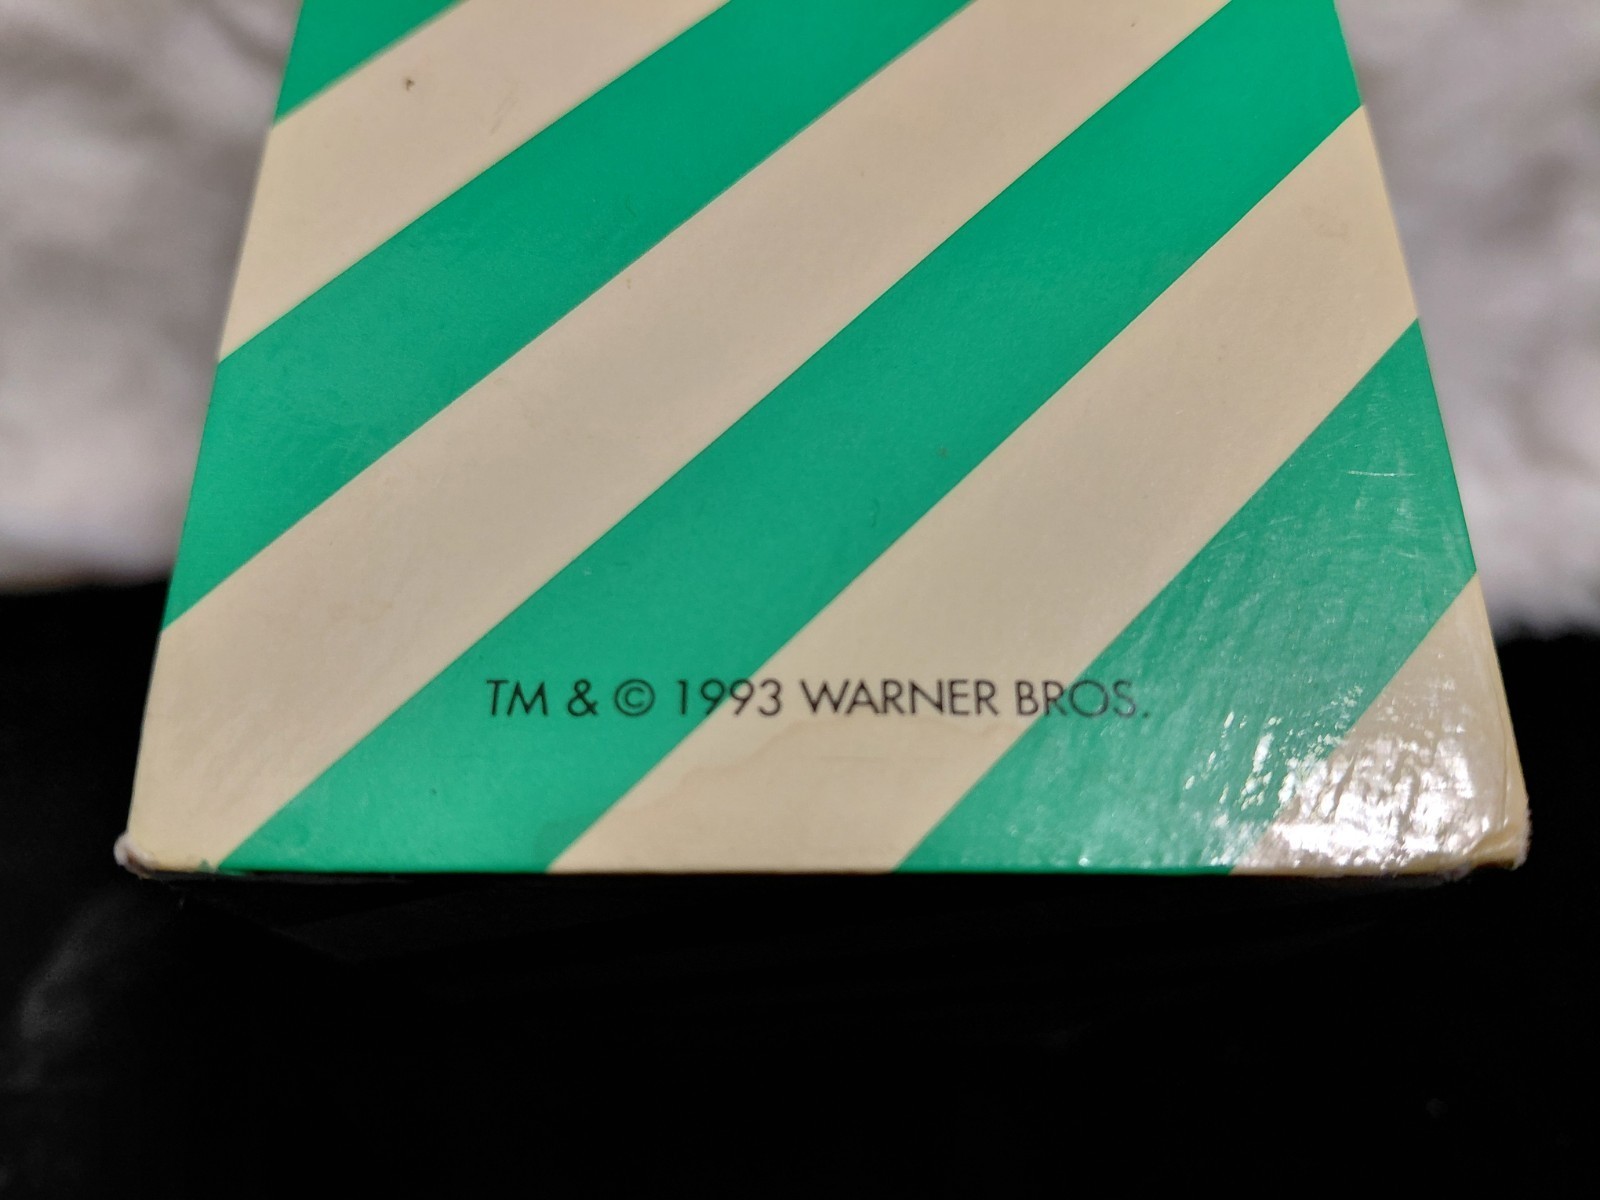 TM & © 1993 WARNER BROS.